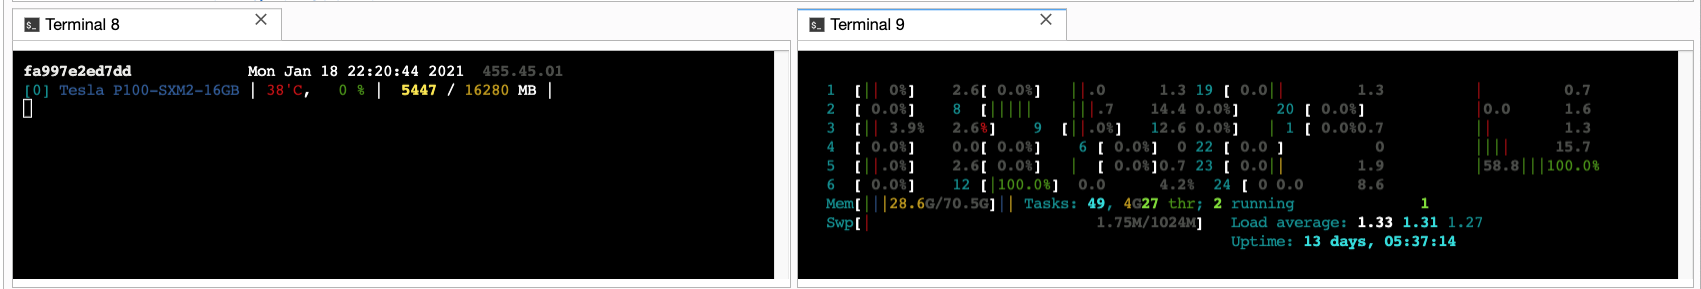 Terminal 8
fa997e2ed7dd Mon Jan 18 22:20:44 2021 455.45.01
[0] Tesla P100-SXM2-16GB | 38'C, 0 % | 5447 / 16280 MB |
Terminal 9
1 [|| 0%] 2.6[ 0.0%] ||.0 1.3 19 [ 0.0|| 1.3 | 0.7
2 [ 0.0%] 8 [||||| |||.7 14.4 0.0%] 20 [ 0.0%] |0.0 1.6
3 [|| 3.9% 2.6%] 9 [||.0%] 12.6 0.0%] | 1 [ 0.0%0.7 || 1.3
4 [ 0.0%] 0.0[ 0.0%] 6 [ 0.0%] 0 22 [ 0.0 ] 0 |||| 15.7
5 [||.0%] 2.6[ 0.0%] | [ 0.0%]0.7 23 [ 0.0|| 1.9 |58.8|||100.0%
6 [ 0.0%] 12 [|100.0%] 0.0 4.2% 24 [ 0 0.0 8.6
Mem[|||28.6G/70.5G]|| Tasks: 49, 4G27 thr; 2 running 1
Swp[| 1.75M/1024M] Load average: 1.33 1.31 1.27
Uptime: 13 days, 05:37:14